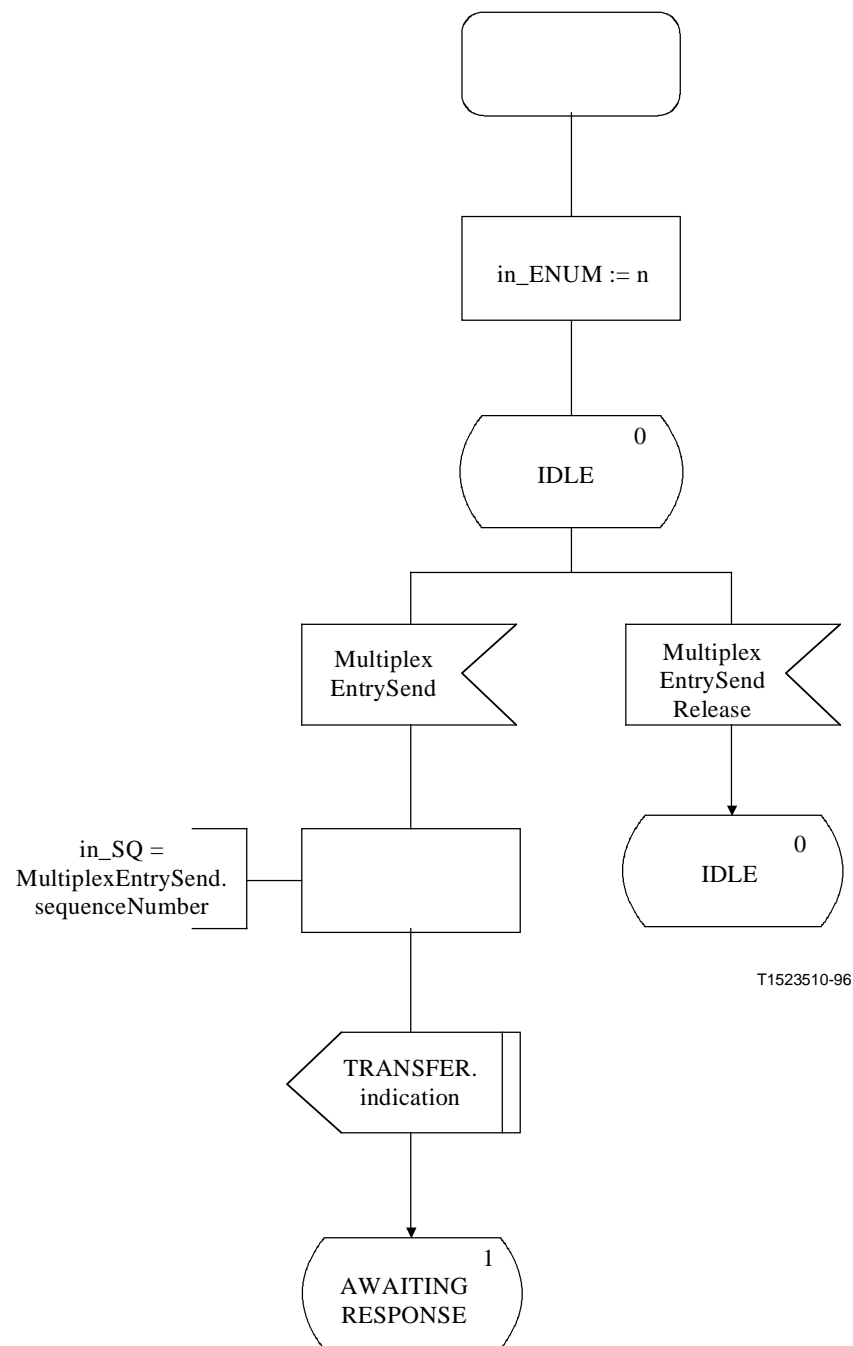 in_ENUM := n
0
IDLE
Multiplex
EntrySend
Multiplex
EntrySend
Release
in_SQ =
MultiplexEntrySend.
sequenceNumber
0
IDLE
T1523510-96
TRANSFER.
indication
1
AWAITING
RESPONSE